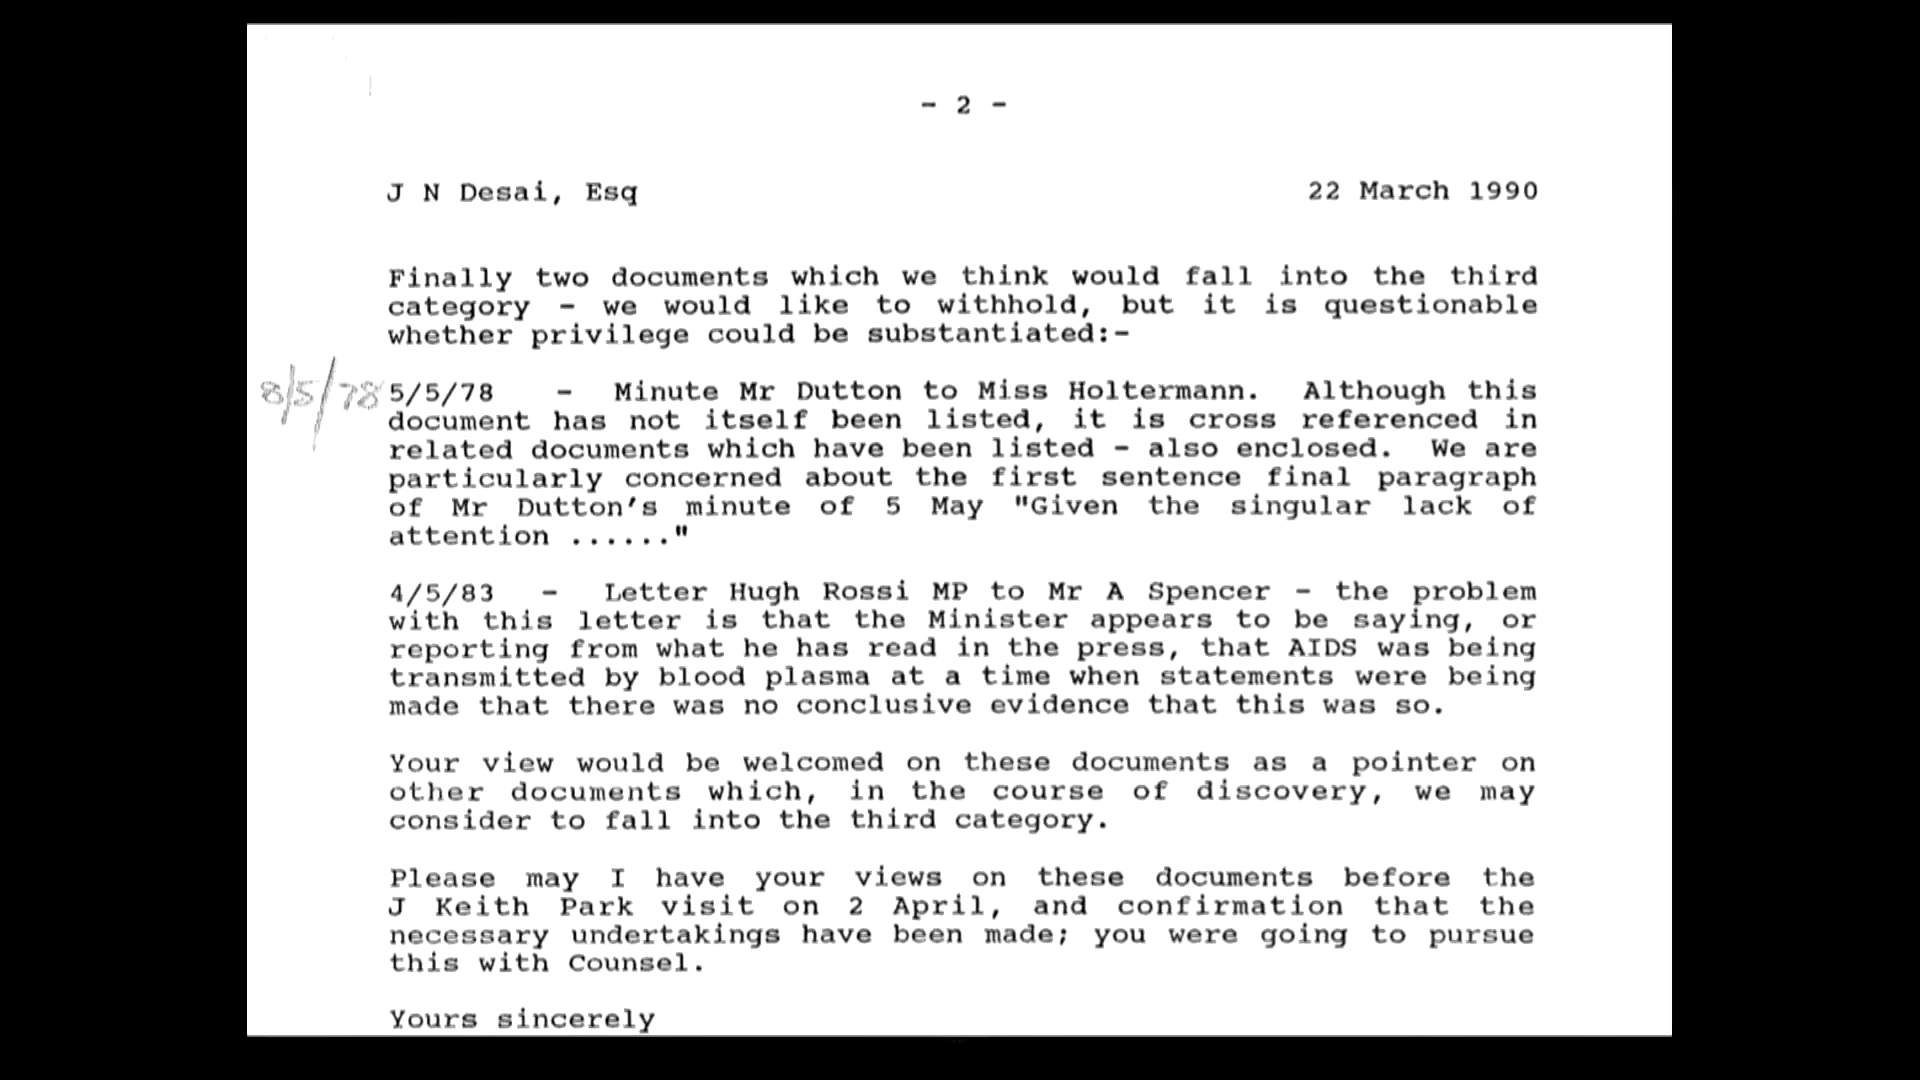 - 2 -
J N Desai, Esq 22 March 1990
Finally two documents which we think would fall into the third
category - we would like to withhold, but it is questionable
whether privilege could be substantiated:-
8/5/78 5/5/78 - Minute Mr Dutton to Miss Holtermann. Although this
document has not itself been listed, it is cross referenced in
related documents which have been listed - also enclosed. We are
particularly concerned about the first sentence final paragraph
of Mr Dutton's minute of 5 May "Given the singular lack of
attention ......"
4/5/83 - Letter Hugh Rossi MP to Mr A Spencer - the problem
with this letter is that the Minister appears to be saying, or
reporting from what he has read in the press, that AIDS was being
transmitted by blood plasma at a time when statements were being
made that there was no conclusive evidence that this was so.
Your view would be welcomed on these documents as a pointer on
other documents which, in the course of discovery, we may
consider to fall into the third category.
Please may I have your views on these documents before the
J Keith Park visit on 2 April, and confirmation that the
necessary undertakings have been made; you were going to pursue
this with Counsel.
Yours sincerely